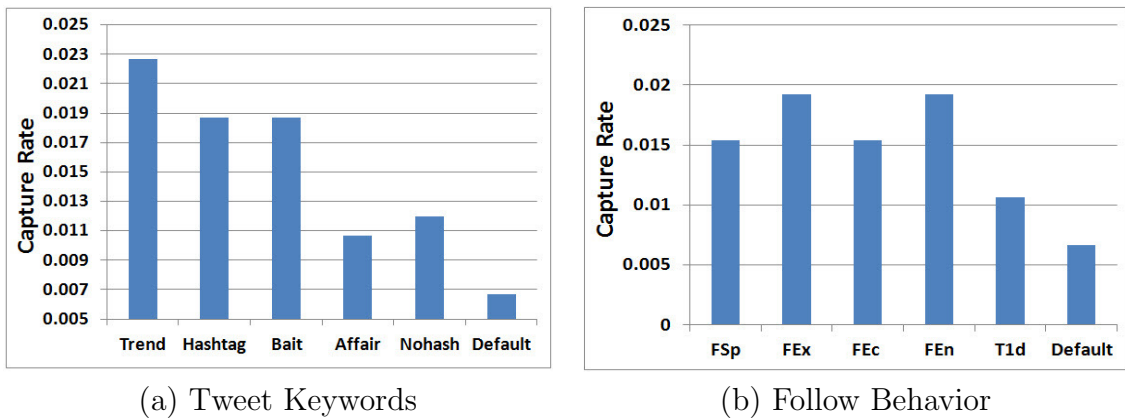 0.025
0.023
0.021
0.019
0.017
0.015
0.013
0.011
0.009
0.007
0.005
Capture Rate
Trend Hashtag Bait Affair Nohash Default
(a) Tweet Keywords
0.025
0.02
0.015
0.01
0.005
0
Capture Rate
FSp FEx FEc FEn T1d Default
(b) Follow Behavior